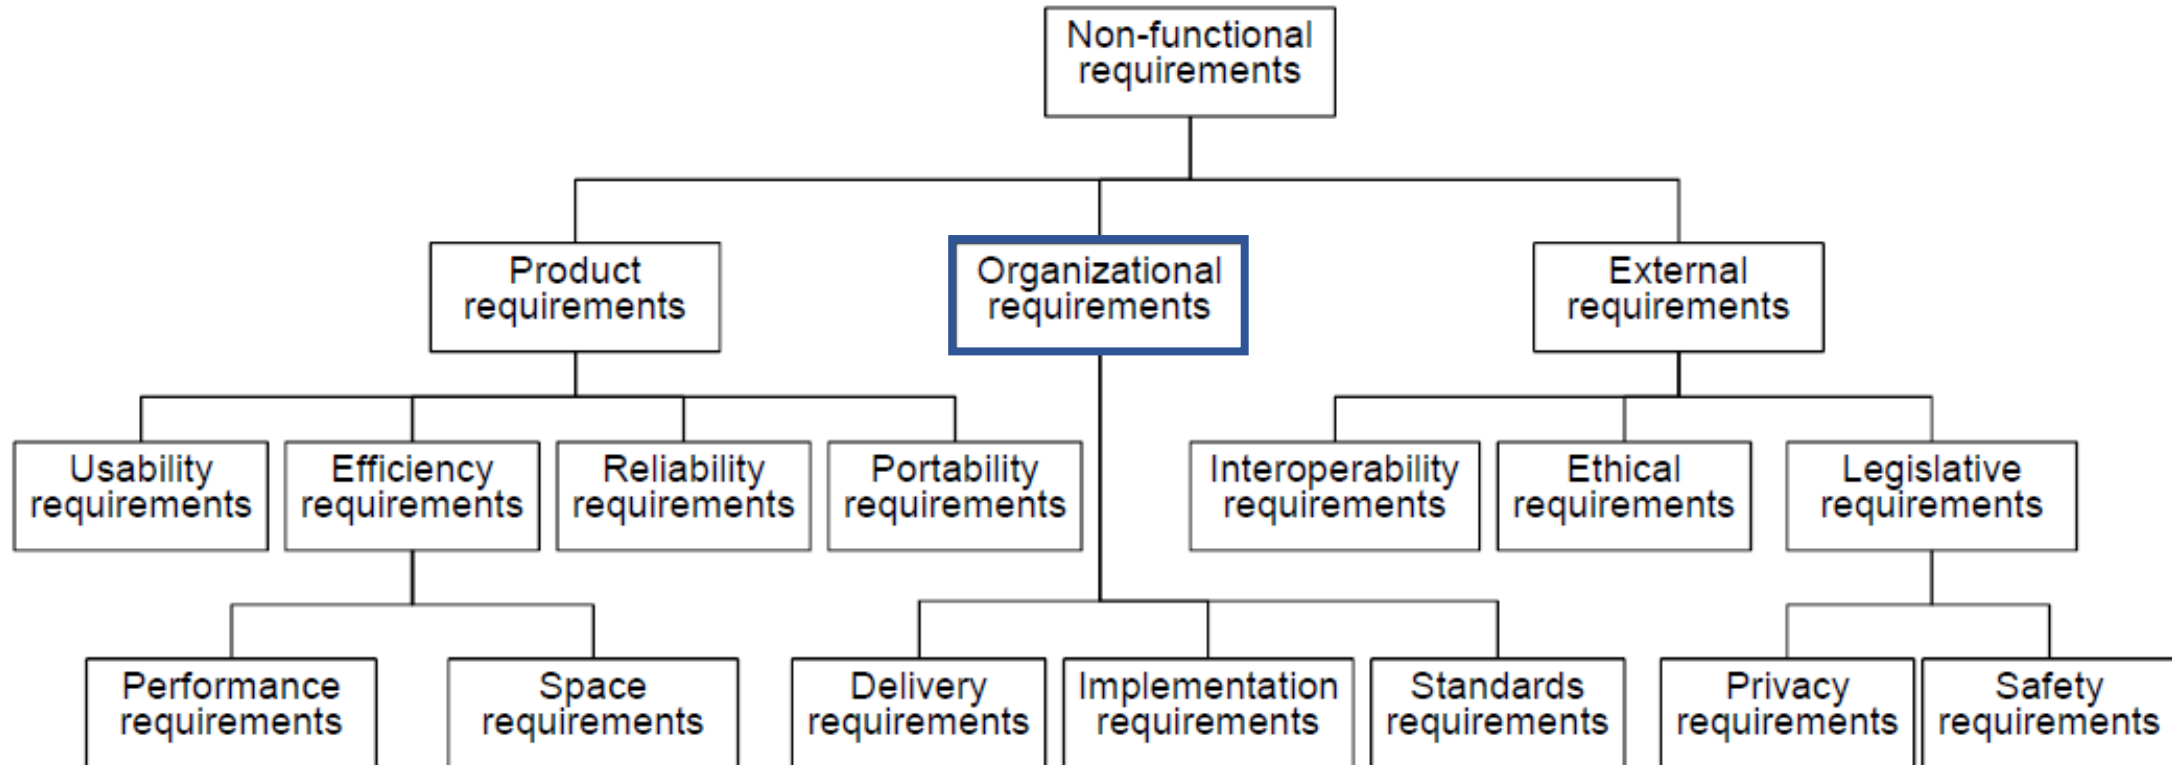 Non-functional
requirements
Product
requirements
Organizational
requirements
External
requirements
Usability
requirements
Efficiency
requirements
Reliability
requirements
Portability
requirements
Interoperability
requirements
Ethical
requirements
Legislative
requirements
Performance
requirements
Space
requirements
Delivery
requirements
Implementation
requirements
Standards
requirements
Privacy
requirements
Safety
requirements